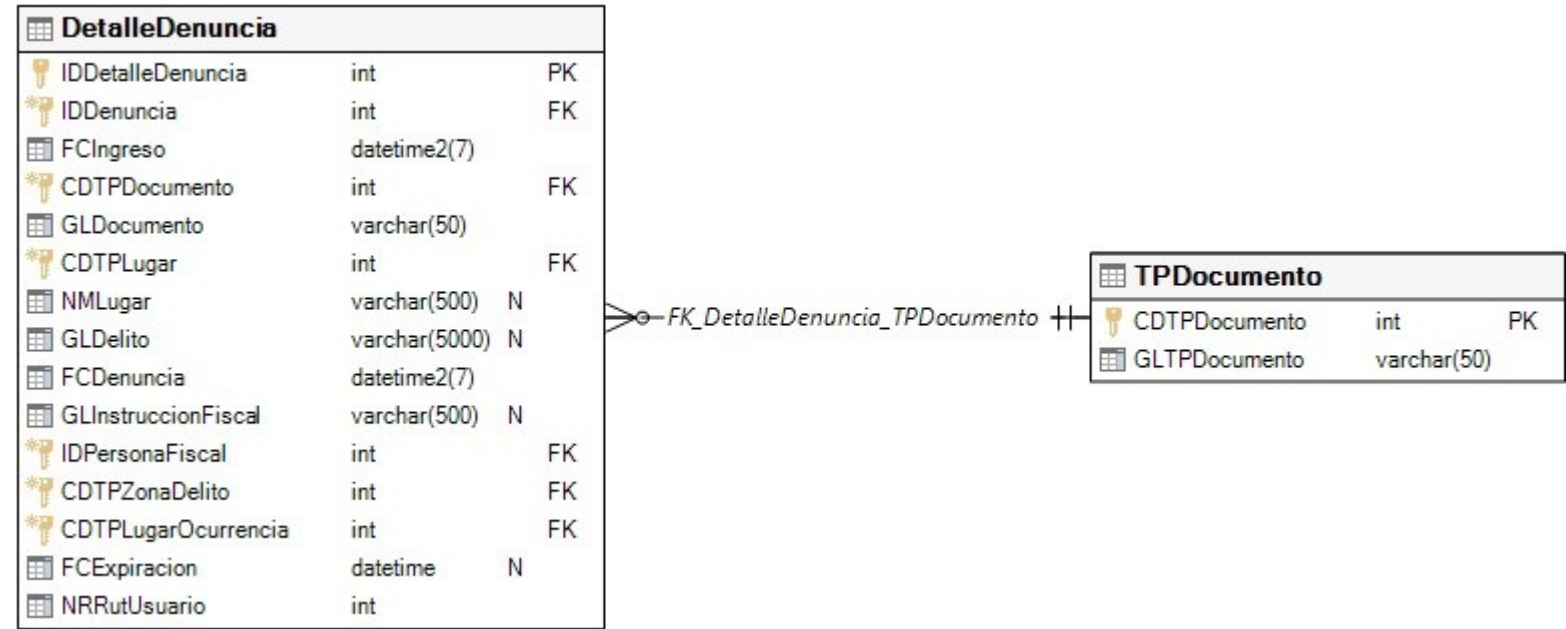 DetalleDenuncia
IDDetalleDenuncia int PK
IDDenuncia int FK
FCIngreso datetime2(7)
CDTPDocumento int FK
GLDocumento varchar(50)
CDTPLugar int FK
NMLugar varchar(500) N
GLDelito varchar(5000) N
FCDenuncia datetime2(7)
GLInstruccionFiscal varchar(500) N
IDPersonaFiscal int FK
CDTPZonaDelito int FK
CDTPLugarOcurrencia int FK
FCExpiracion datetime N
NRRutUsuario int
FK_DetalleDenuncia_TPDocumento
TPDocumento
CDTPDocumento int PK
GLTPDocumento varchar(50)